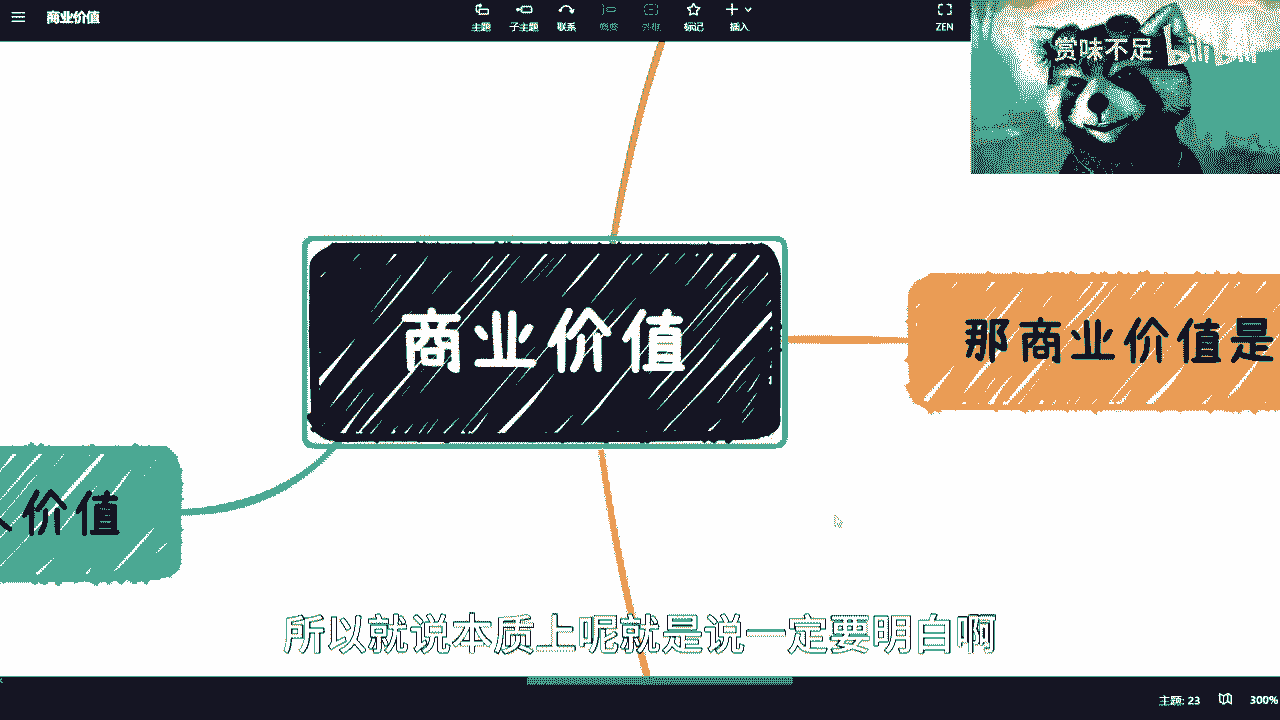 商业价值
主题 子主题 联系 概要 外框 标记 插入
ZEN
赏味不足 bilibili
商业价值
那商业价值是
人价值
所以就说本质上呢就是说一定要明白啊
主题: 23 300%